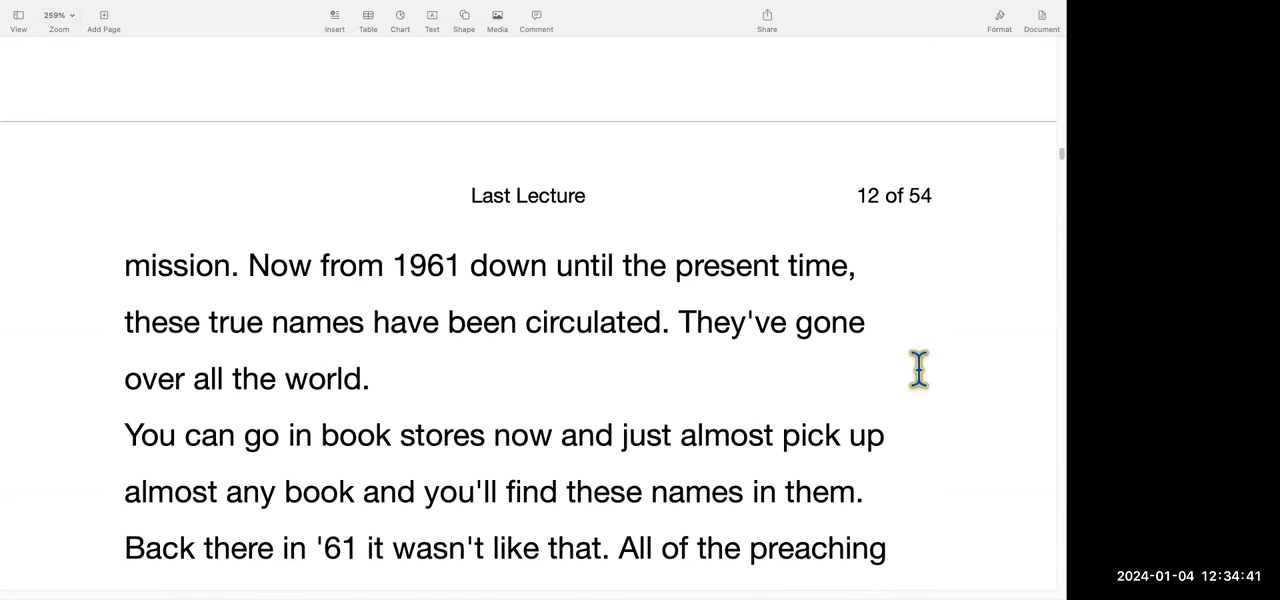 259%
View
Zoom
Add Page
Insert
Table
Chart
Text
Shape
Media
Comment
Share
Format
Document
Last Lecture
12 of 54
mission. Now from 1961 down until the present time,
these true names have been circulated. They've gone
over all the world.
You can go in book stores now and just almost pick up
almost any book and you'll find these names in them.
Back there in '61 it wasn't like that. All of the preaching
2024-01-04 12:34:41